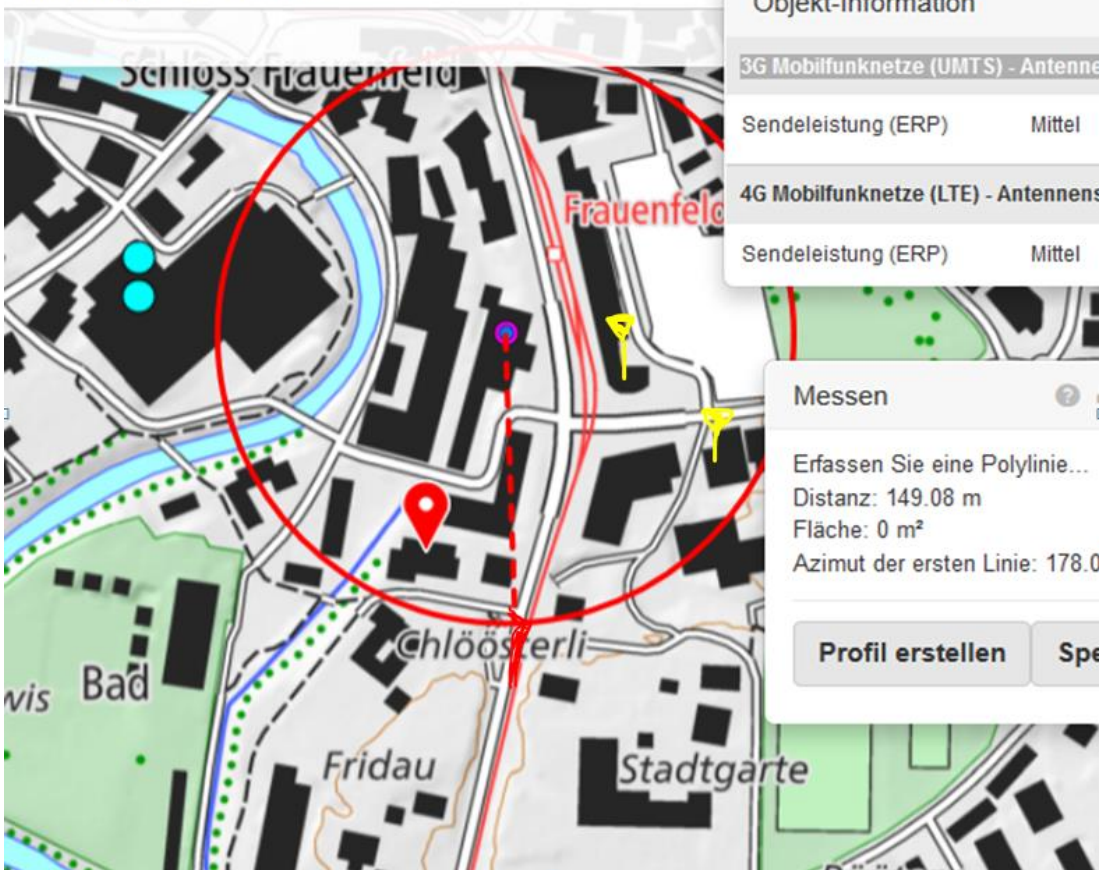 Objekt-Information
3G Mobilfunknetze (UMTS) - Antenne
Sendeleistung (ERP) Mittel
4G Mobilfunknetze (LTE) - Antennens
Sendeleistung (ERP) Mittel
Schloss Frauenfeld
Frauenfeld
Messen
Erfassen Sie eine Polylinie...
Distanz: 149.08 m
Fläche: 0 m²
Azimut der ersten Linie: 178.0
Profil erstellen Spe
Chlöösterli
wis
Bad
Fridau
Stadtgarte